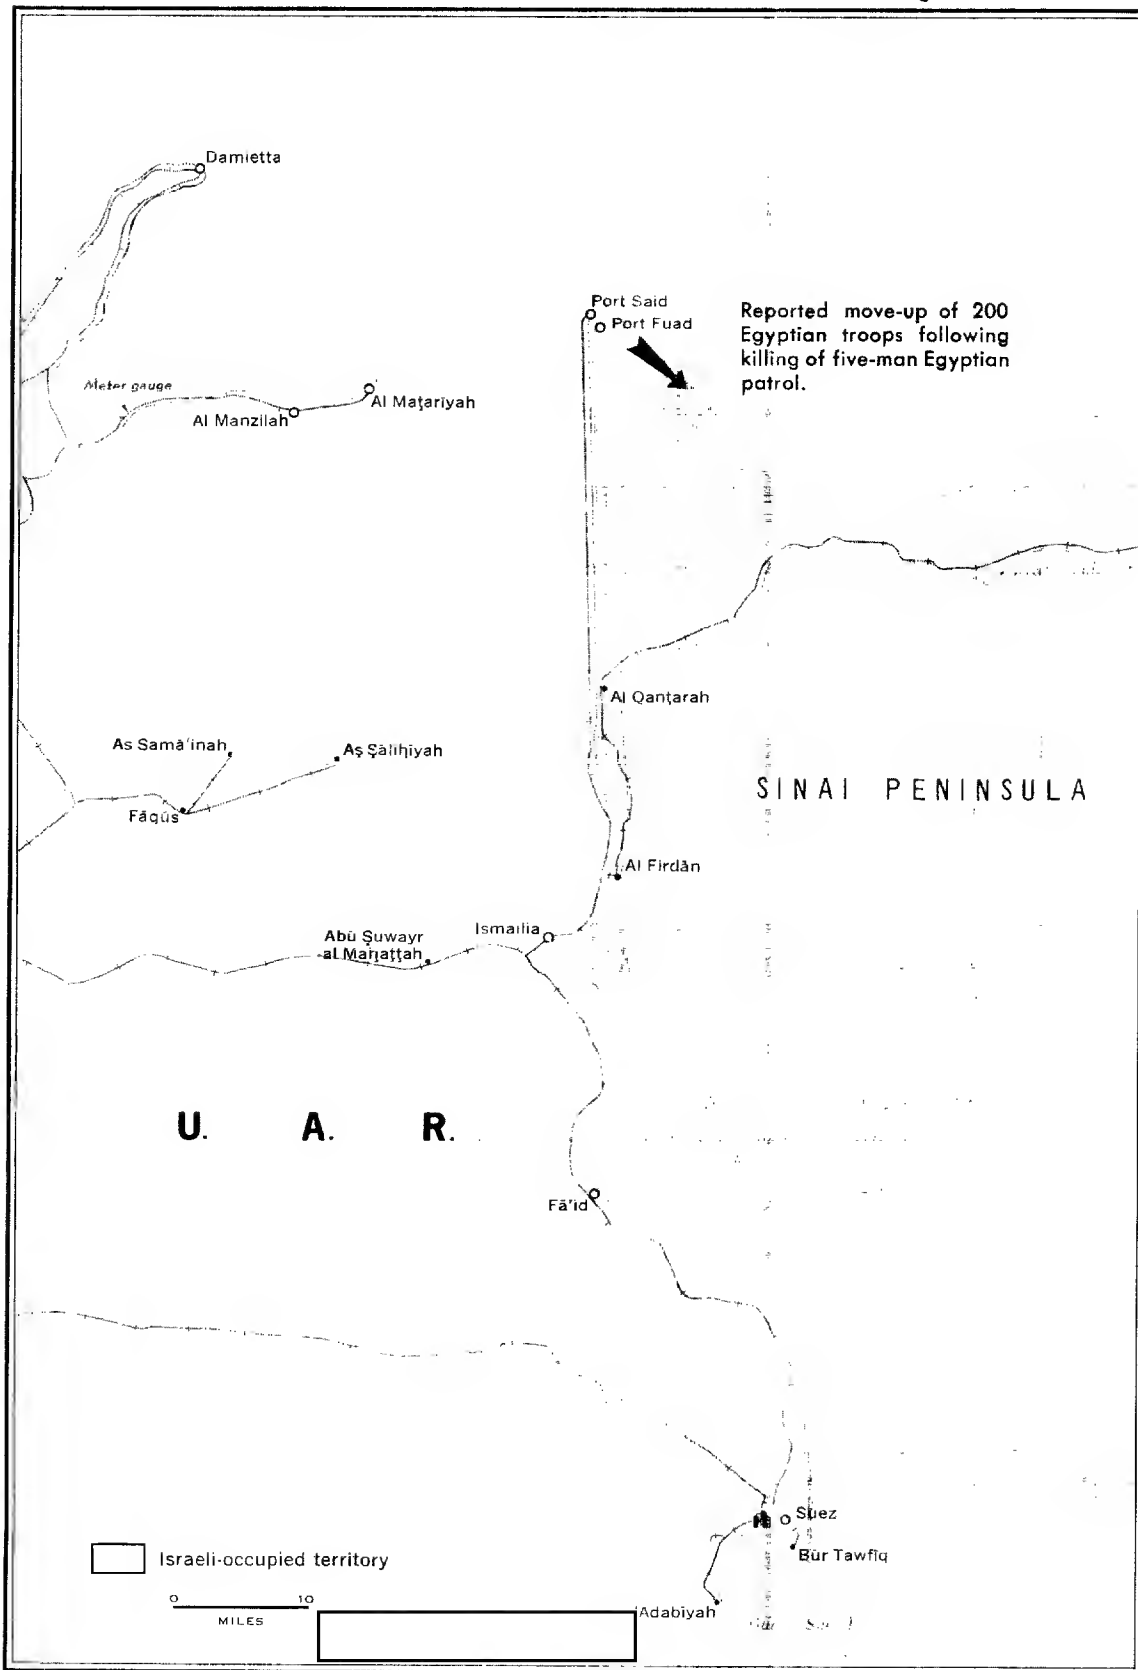 Damietta
Port Said
Port Fuad
Reported move-up of 200
Egyptian troops following
killing of five-man Egyptian
patrol.
Meter gauge
Al Maṭarīyah
Al Manzilah
Al Qanṭarah
As Samā'inah
Aṣ Ṣāliḥīyah
SINAI PENINSULA
Fāqūs
Al Firdān
Ismailia
Abū Ṣuwayr
al Maḥaṭṭah
U. A. R.
Fā'id
Suez
Būr Tawfīq
Israeli-occupied territory
0 10
MILES
'Adabīyah